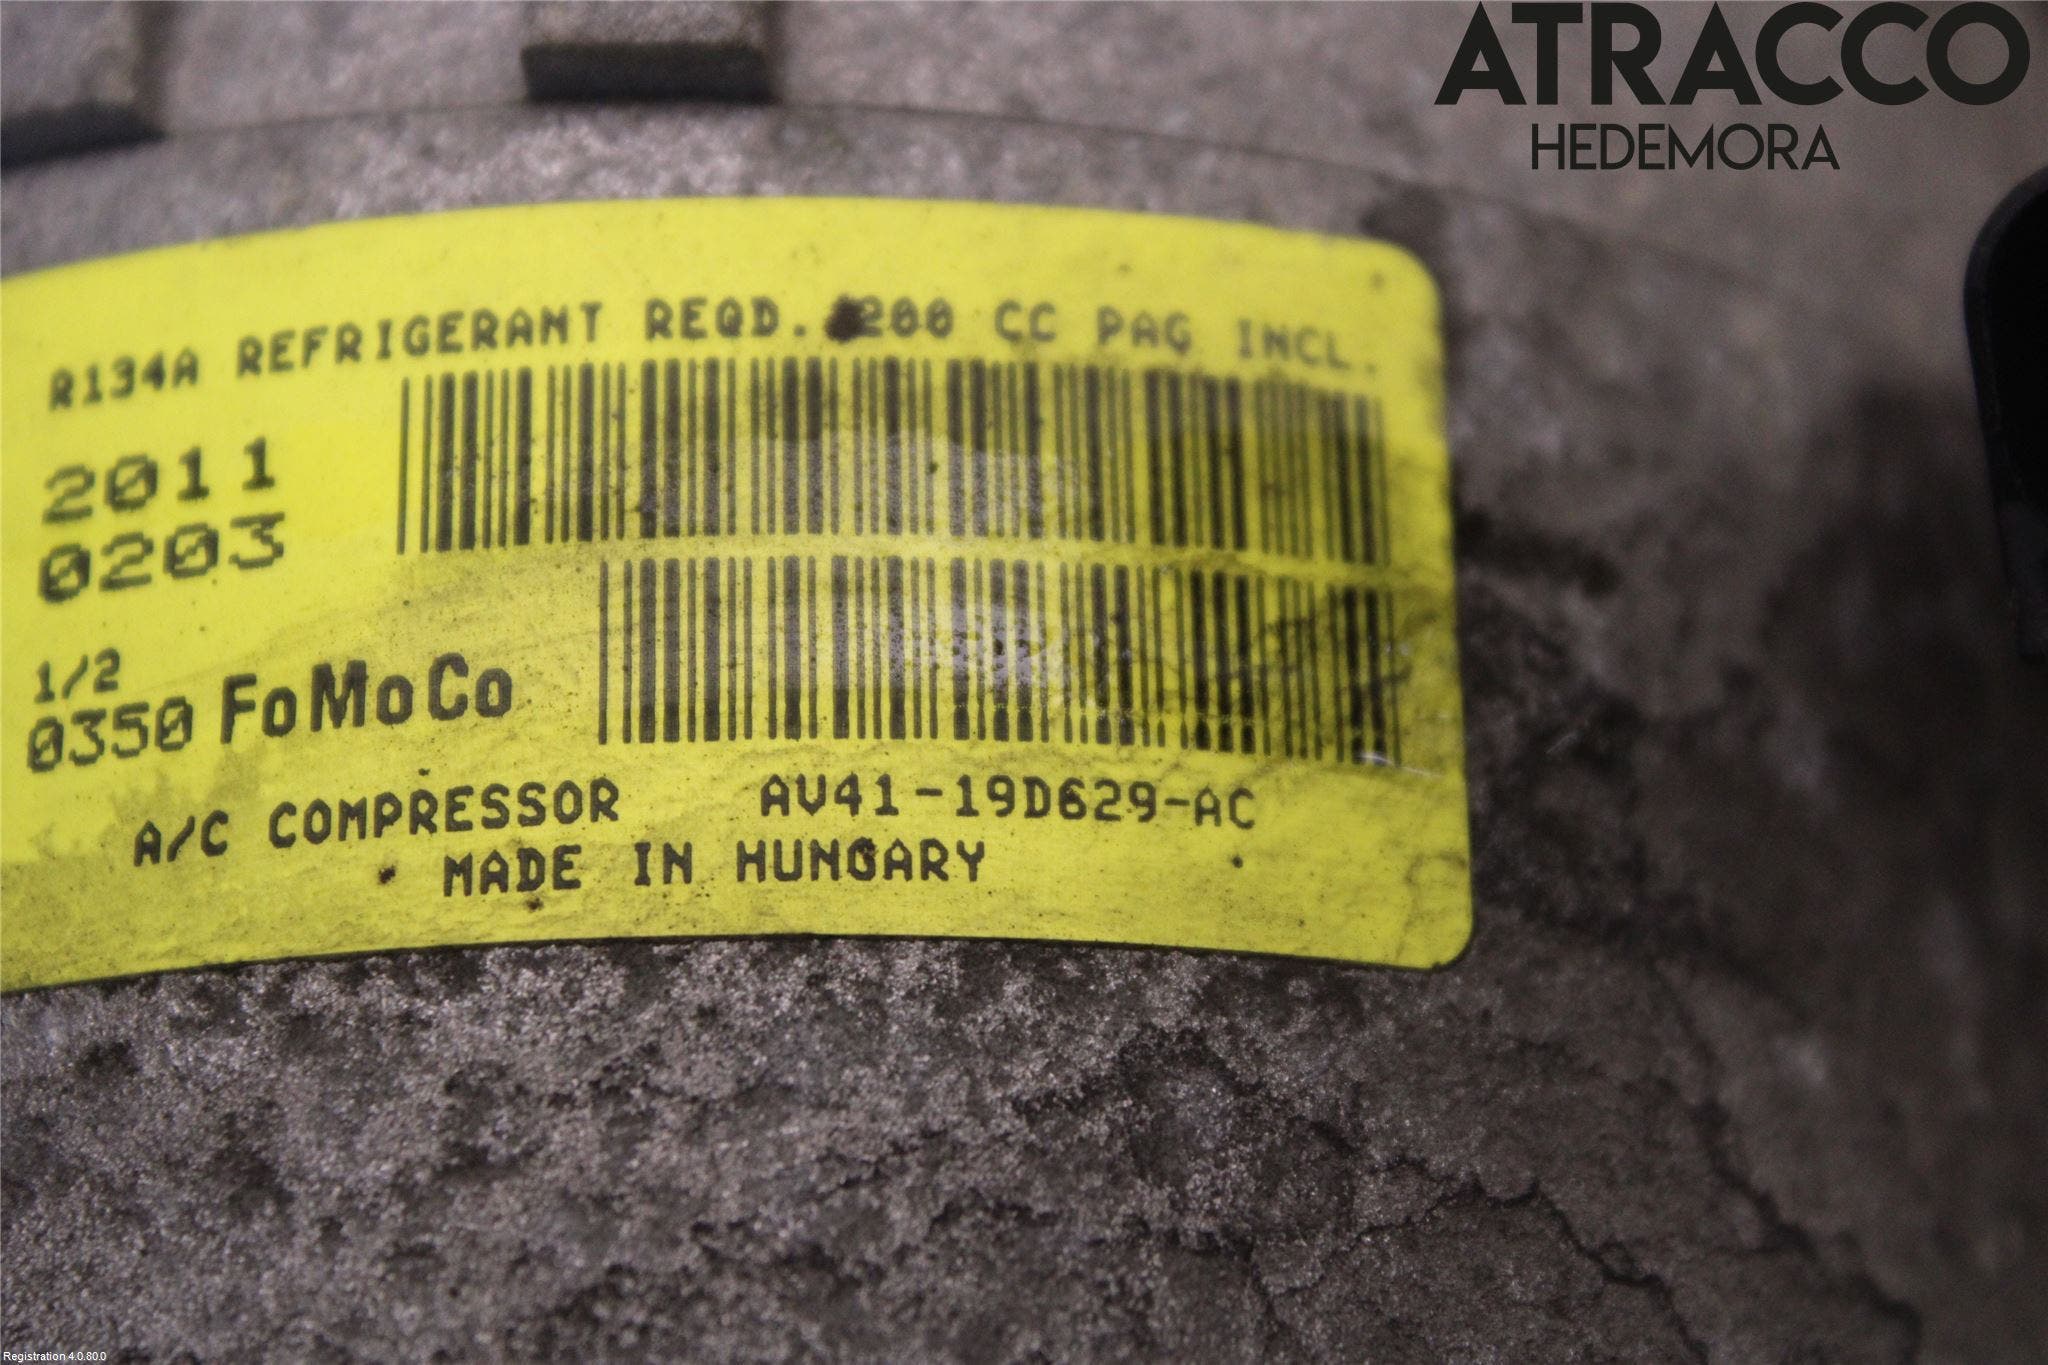 ATRACCO
HEDEMORA
R134A REFRIGERANT REQD. 200 CC PAG INCL.
2011
0203
1/2
0350 FoMoCo
A/C COMPRESSOR AV41-19D629-AC
MADE IN HUNGARY
Registration 4.0.80.0